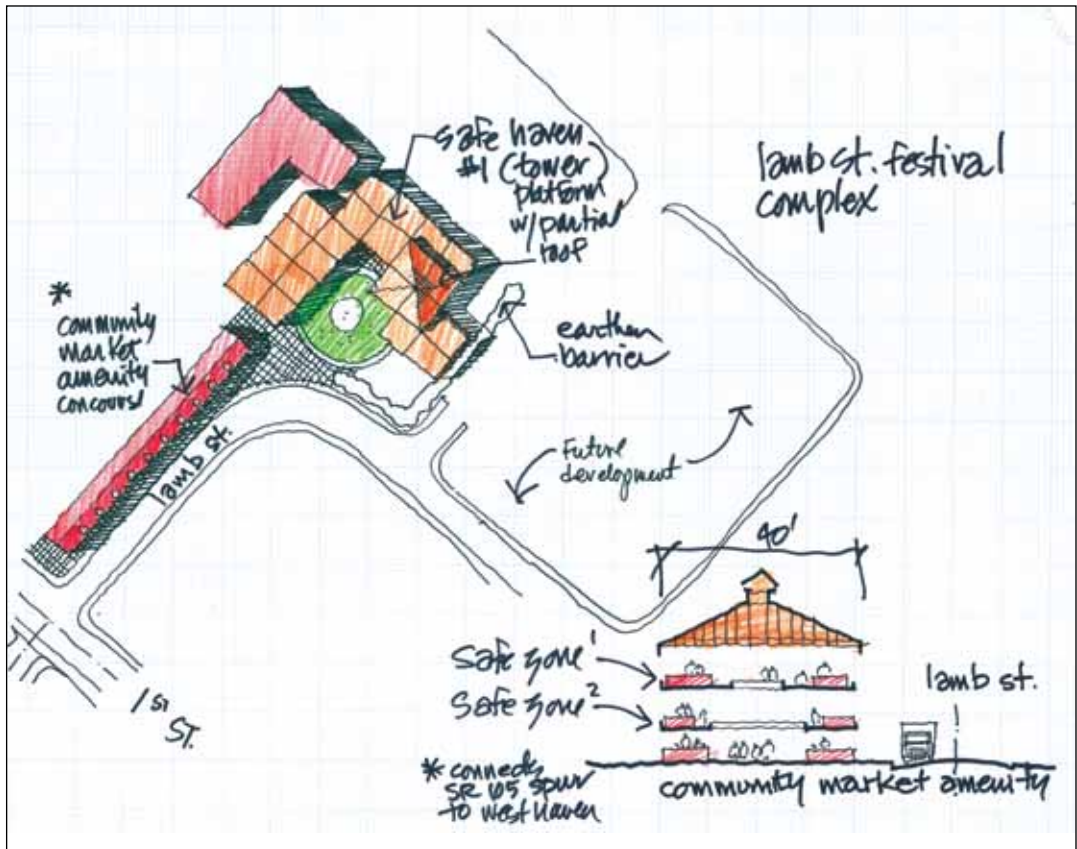 safe haven
#1 (tower)
platform
w/ partial
roof
lamb st. festival
complex
*
community
market
amenity
concourse
earthen
barrier
lamb st.
Future
development
40'
safe zone 1
safe zone 2
lamb st.
1ST
ST.
* connects
SR 65 spur
to west haven
community market amenity